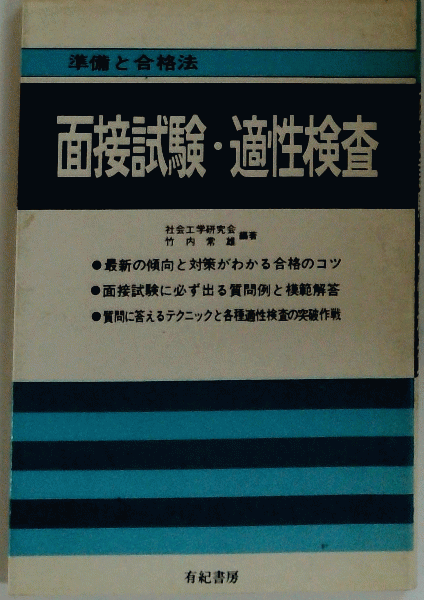 準備と合格法
面接試験・適性検査
社会工学研究会
竹内常雄 編著
●最新の傾向と対策がわかる合格のコツ
●面接試験に必ず出る質問例と模範解答
●質問に答えるテクニックと各種適性検査の突破作戦
有紀書房